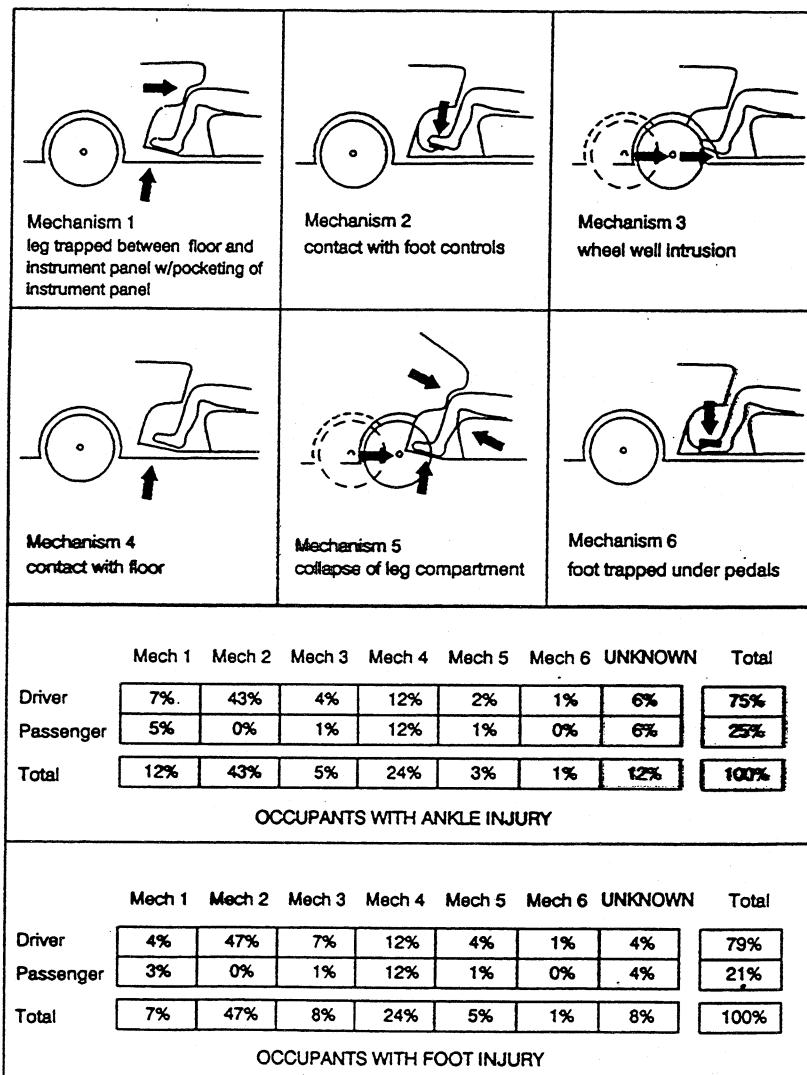 Mechanism 1
leg trapped between floor and
instrument panel w/pocketing of
instrument panel
Mechanism 2
contact with foot controls
Mechanism 3
wheel well intrusion
Mechanism 4
contact with floor
Mechanism 5
collapse of leg compartment
Mechanism 6
foot trapped under pedals
Mech 1 Mech 2 Mech 3 Mech 4 Mech 5 Mech 6 UNKNOWN Total
Driver 7% 43% 4% 12% 2% 1% 6% 75%
Passenger 5% 0% 1% 12% 1% 0% 6% 25%
Total 12% 43% 5% 24% 3% 1% 12% 100%
OCCUPANTS WITH ANKLE INJURY
Mech 1 Mech 2 Mech 3 Mech 4 Mech 5 Mech 6 UNKNOWN Total
Driver 4% 47% 7% 12% 4% 1% 4% 79%
Passenger 3% 0% 1% 12% 1% 0% 4% 21%
Total 7% 47% 8% 24% 5% 1% 8% 100%
OCCUPANTS WITH FOOT INJURY